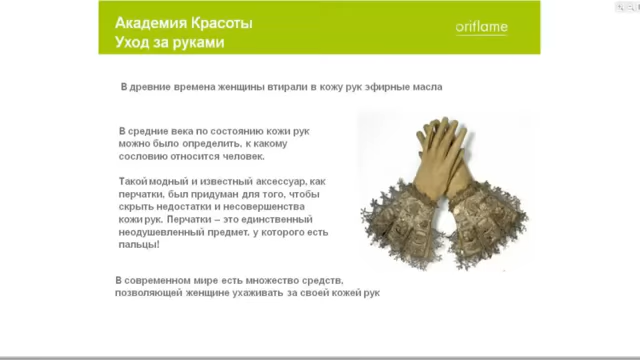 Академия Красоты
Уход за руками
oriflame
В древние времена женщины втирали в кожу рук эфирные масла
В средние века по состоянию кожи рук
можно было определить, к какому
сословию относится человек.
Такой модный и известный аксессуар, как
перчатки, был придуман для того, чтобы
скрыть недостатки и несовершенства
кожи рук. Перчатки – это единственный
неодушевленный предмет, у которого есть
пальцы!
В современном мире есть множество средств,
позволяющей женщине ухаживать за своей кожей рук